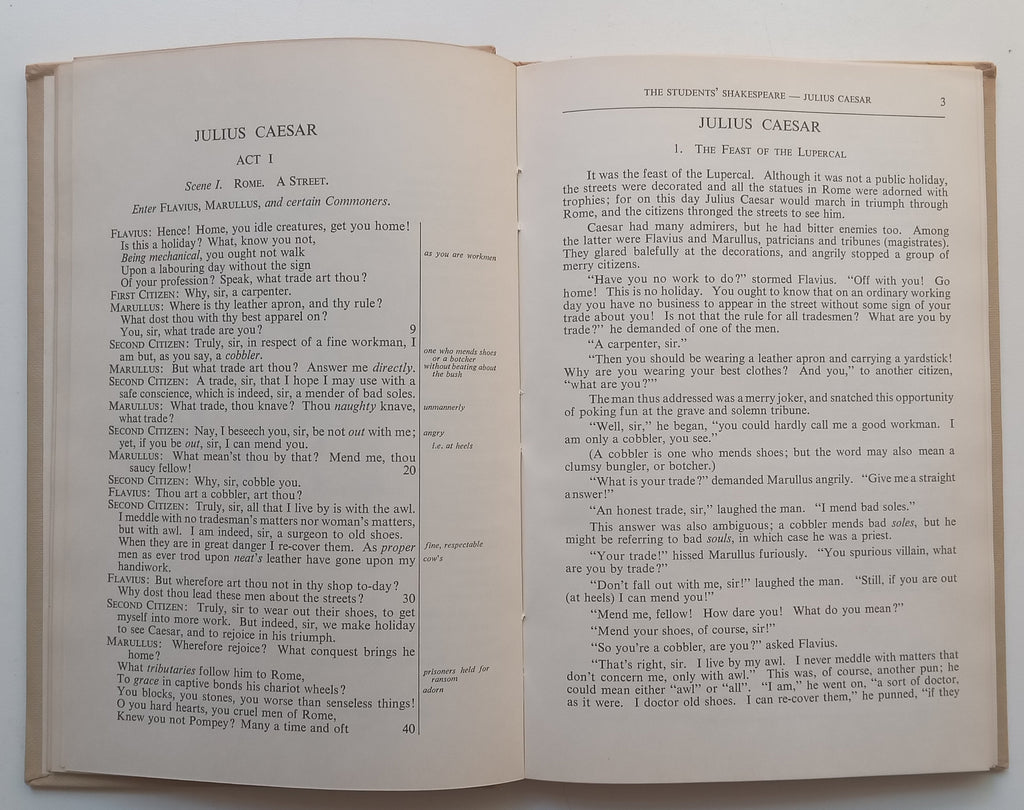 JULIUS CAESAR
ACT I
Scene I. ROME. A STREET.
Enter FLAVIUS, MARULLUS, and certain Commoners.
FLAVIUS: Hence! Home, you idle creatures, get you home!
Is this a holiday? What, know you not,
Being mechanical, you ought not walk
as you are workmen
Upon a labouring day without the sign
Of your profession? Speak, what trade art thou?
FIRST CITIZEN: Why, sir, a carpenter.
MARULLUS: Where is thy leather apron, and thy rule?
What dost thou with thy best apparel on?
You, sir, what trade are you? 9
SECOND CITIZEN: Truly, sir, in respect of a fine workman, I
am but, as you say, a cobbler.
one who mends shoes
or a botcher
MARULLUS: But what trade art thou? Answer me directly.
without beating about
the bush
SECOND CITIZEN: A trade, sir, that I hope I may use with a
safe conscience, which is indeed, sir, a mender of bad soles.
MARULLUS: What trade, thou knave? Thou naughty knave,
unmannerly
what trade?
SECOND CITIZEN: Nay, I beseech you, sir, be not out with me;
angry
yet, if you be out, sir, I can mend you.
i.e. at heels
MARULLUS: What mean'st thou by that? Mend me, thou
saucy fellow! 20
SECOND CITIZEN: Why, sir, cobble you.
FLAVIUS: Thou art a cobbler, art thou?
SECOND CITIZEN: Truly, sir, all that I live by is with the awl.
I meddle with no tradesman's matters nor woman's matters,
but with awl. I am indeed, sir, a surgeon to old shoes.
When they are in great danger I re-cover them. As proper
fine, respectable
men as ever trod upon neat's leather have gone upon my
cow's
handiwork.
FLAVIUS: But wherefore art thou not in thy shop to-day?
Why dost thou lead these men about the streets? 30
SECOND CITIZEN: Truly, sir to wear out their shoes, to get
myself into more work. But indeed, sir, we make holiday
to see Caesar, and to rejoice in his triumph.
MARULLUS: Wherefore rejoice? What conquest brings he
home?
What tributaries follow him to Rome,
prisoners held for
ransom
To grace in captive bonds his chariot wheels?
adorn
You blocks, you stones, you worse than senseless things!
O you hard hearts, you cruel men of Rome,
Knew you not Pompey? Many a time and oft 40
THE STUDENTS' SHAKESPEARE — JULIUS CAESAR 3
JULIUS CAESAR
1. THE FEAST OF THE LUPERCAL
It was the feast of the Lupercal. Although it was not a public holiday,
the streets were decorated and all the statues in Rome were adorned with
trophies; for on this day Julius Caesar would march in triumph through
Rome, and the citizens thronged the streets to see him.
Caesar had many admirers, but he had bitter enemies too. Among
the latter were Flavius and Marullus, patricians and tribunes (magistrates).
They glared balefully at the decorations, and angrily stopped a group of
merry citizens.
"Have you no work to do?" stormed Flavius. "Off with you! Go
home! This is no holiday. You ought to know that on an ordinary working
day you have no business to appear in the street without some sign of your
trade about you! Is not that the rule for all tradesmen? What are you by
trade?" he demanded of one of the men.
"A carpenter, sir."
"Then you should be wearing a leather apron and carrying a yardstick!
Why are you wearing your best clothes? And you," to another citizen,
"what are you?"'
The man thus addressed was a merry joker, and snatched this opportunity
of poking fun at the grave and solemn tribune.
"Well, sir," he began, "you could hardly call me a good workman. I
am only a cobbler, you see."
(A cobbler is one who mends shoes; but the word may also mean a
clumsy bungler, or botcher.)
"What is your trade?" demanded Marullus angrily. "Give me a straight
answer!"
"An honest trade, sir," laughed the man. "I mend bad soles."
This answer was also ambiguous; a cobbler mends bad soles, but he
might be referring to bad souls, in which case he was a priest.
"Your trade!" hissed Marullus furiously. "You spurious villain, what
are you by trade?"
"Don't fall out with me, sir!" laughed the man. "Still, if you are out
(at heels) I can mend you!"
"Mend me, fellow! How dare you! What do you mean?"
"Mend your shoes, of course, sir!"
"So you're a cobbler, are you?" asked Flavius.
"That's right, sir. I live by my awl. I never meddle with matters that
don't concern me, only with awl." This was, of course, another pun; he
could mean either "awl" or "all". "I am," he went on, "a sort of doctor,
as it were. I doctor old shoes. I can re-cover them," he punned, "if they